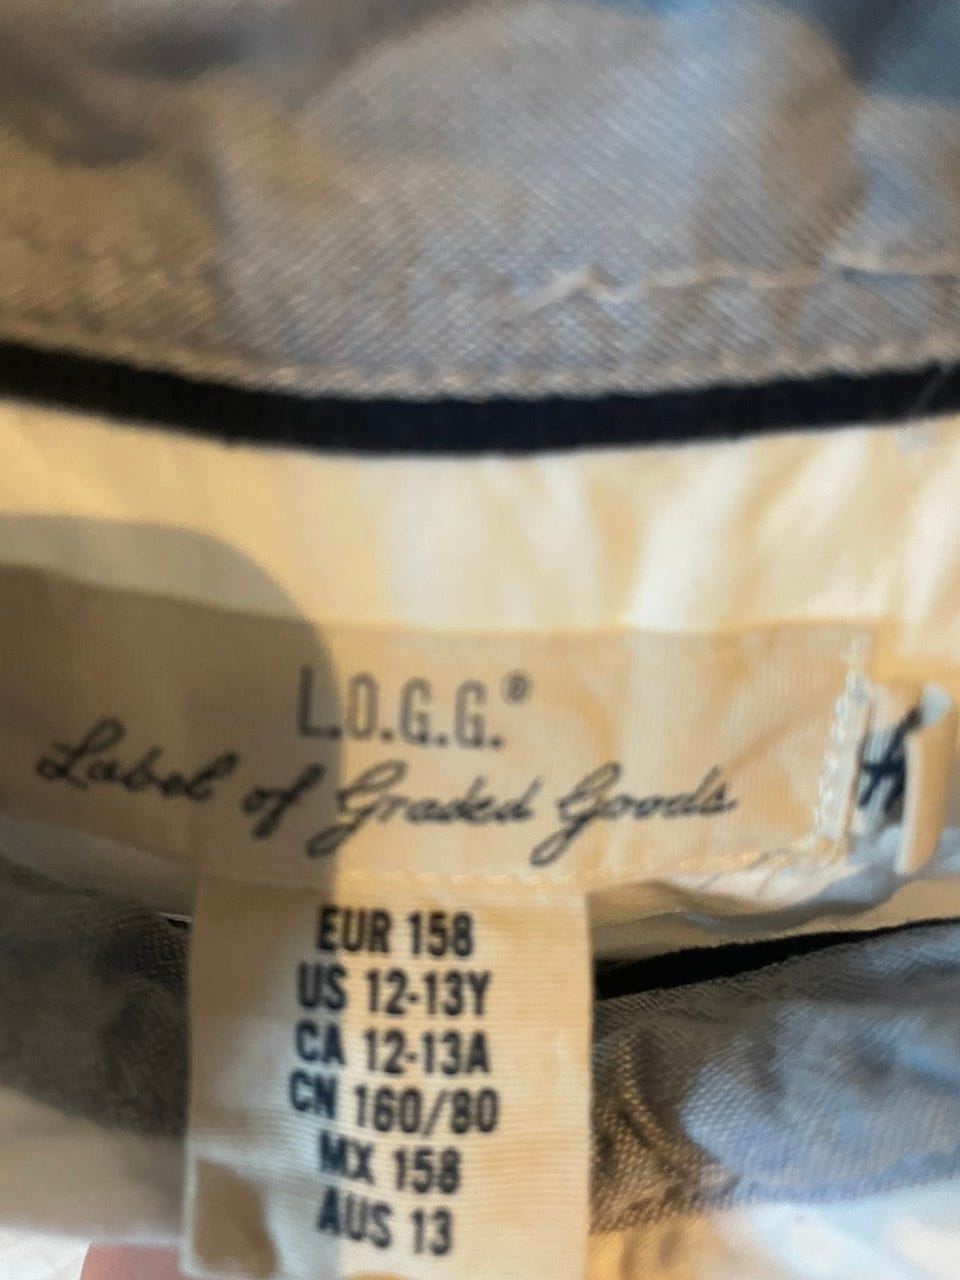 L.O.G.G.®
Label of Graded Goods
EUR 158
US 12-13Y
CA 12-13A
CN 160/80
MX 158
AUS 13